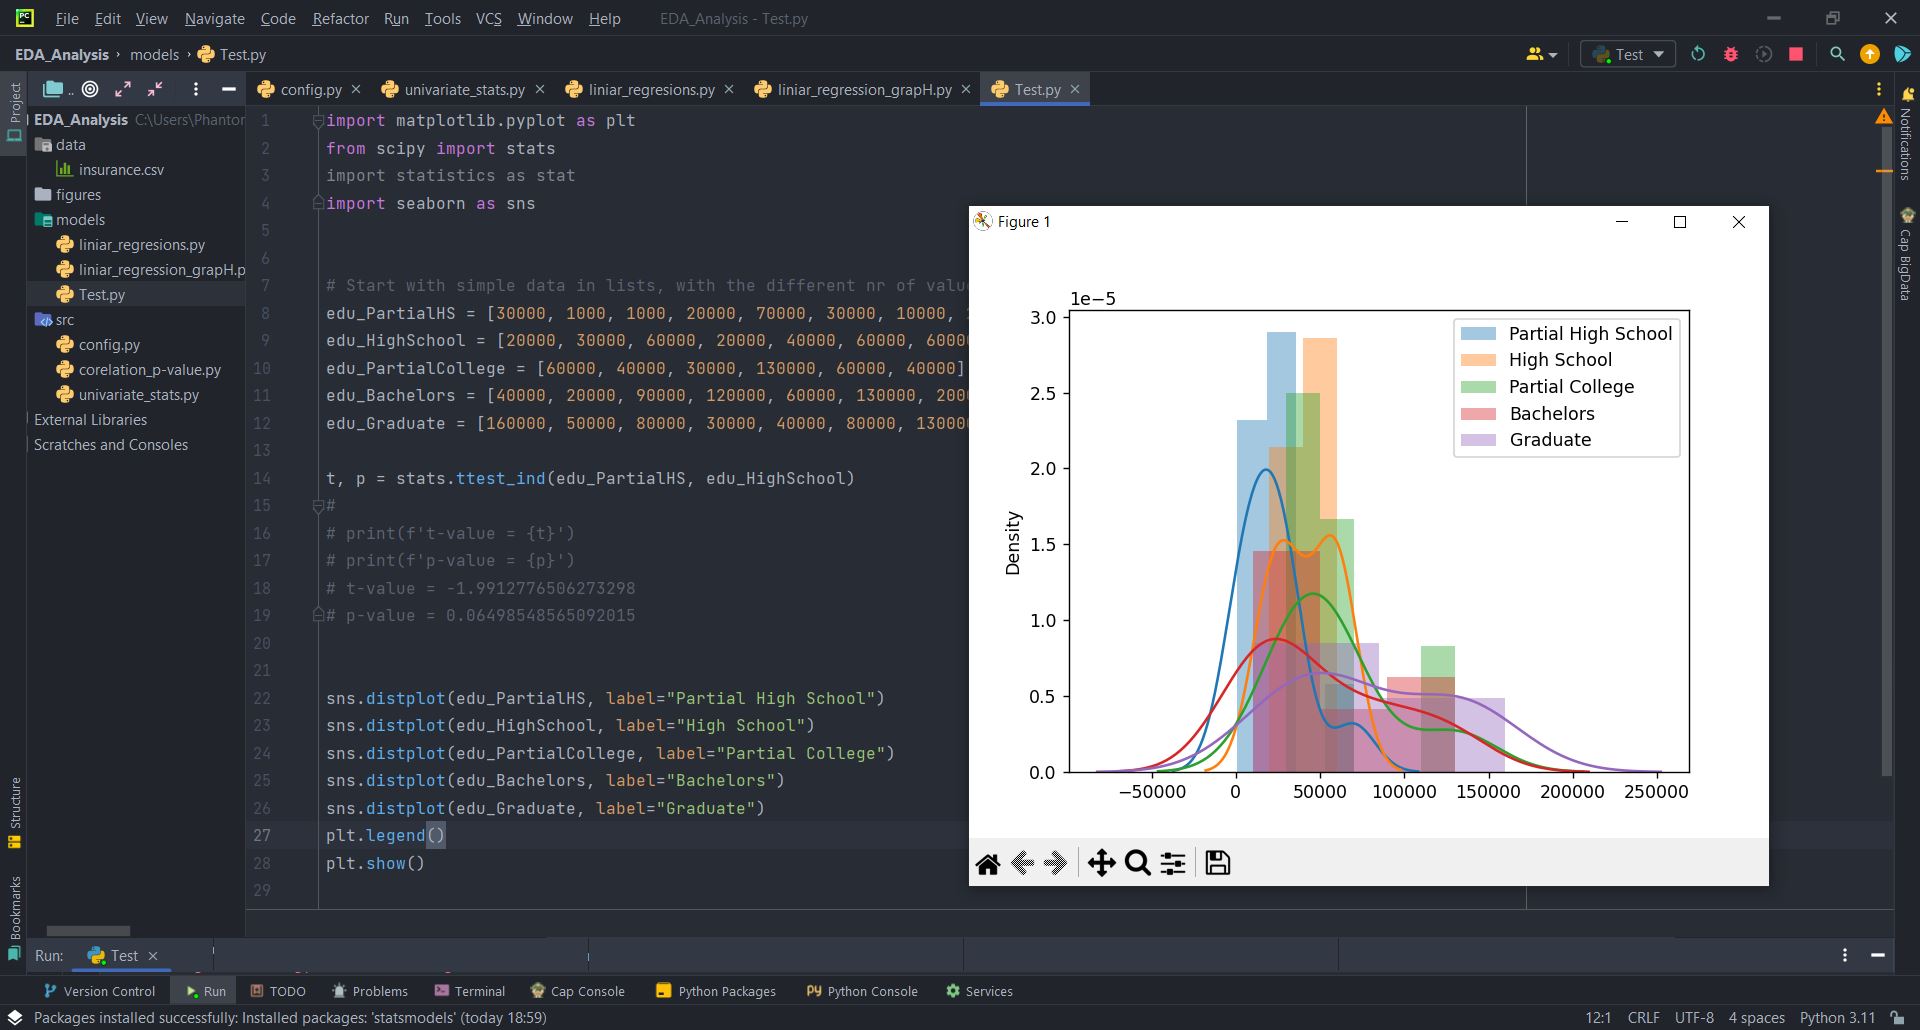 File Edit View Navigate Code Refactor Run Tools VCS Window Help EDA_Analysis - Test.py
EDA_Analysis models Test.py Test
config.py univariate_stats.py liniar_regresions.py liniar_regression_grapH.py Test.py
Project
EDA_Analysis C:\Users\Phantor
data
insurance.csv
figures
models
liniar_regresions.py
liniar_regression_grapH.p
Test.py
src
config.py
corelation_p-value.py
univariate_stats.py
External Libraries
Scratches and Consoles
Structure
Bookmarks
1 import matplotlib.pyplot as plt
2 from scipy import stats
3 import statistics as stat
4 import seaborn as sns
5
6
7 # Start with simple data in lists, with the different nr of valu
8 edu_PartialHS = [30000, 1000, 1000, 20000, 70000, 30000, 10000,
9 edu_HighSchool = [20000, 30000, 60000, 20000, 40000, 60000, 6000
10 edu_PartialCollege = [60000, 40000, 30000, 130000, 60000, 40000]
11 edu_Bachelors = [40000, 20000, 90000, 120000, 60000, 130000, 200
12 edu_Graduate = [160000, 50000, 80000, 30000, 40000, 80000, 13000
13
14 t, p = stats.ttest_ind(edu_PartialHS, edu_HighSchool)
15 #
16 # print(f't-value = {t}')
17 # print(f'p-value = {p}')
18 # t-value = -1.9912776506273298
19 # p-value = 0.06498548565092015
20
21
22 sns.distplot(edu_PartialHS, label="Partial High School")
23 sns.distplot(edu_HighSchool, label="High School")
24 sns.distplot(edu_PartialCollege, label="Partial College")
25 sns.distplot(edu_Bachelors, label="Bachelors")
26 sns.distplot(edu_Graduate, label="Graduate")
27 plt.legend()
28 plt.show()
29
Figure 1
1e−5
3.0
2.5
2.0
1.5
1.0
0.5
0.0
Density
−50000 0 50000 100000 150000 200000 250000
Partial High School
High School
Partial College
Bachelors
Graduate
Notifications
Cap BigData
Run: Test
Version Control Run TODO Problems Terminal Cap Console Python Packages Python Console Services
Packages installed successfully: Installed packages: 'statsmodels' (today 18:59) 12:1 CRLF UTF-8 4 spaces Python 3.11